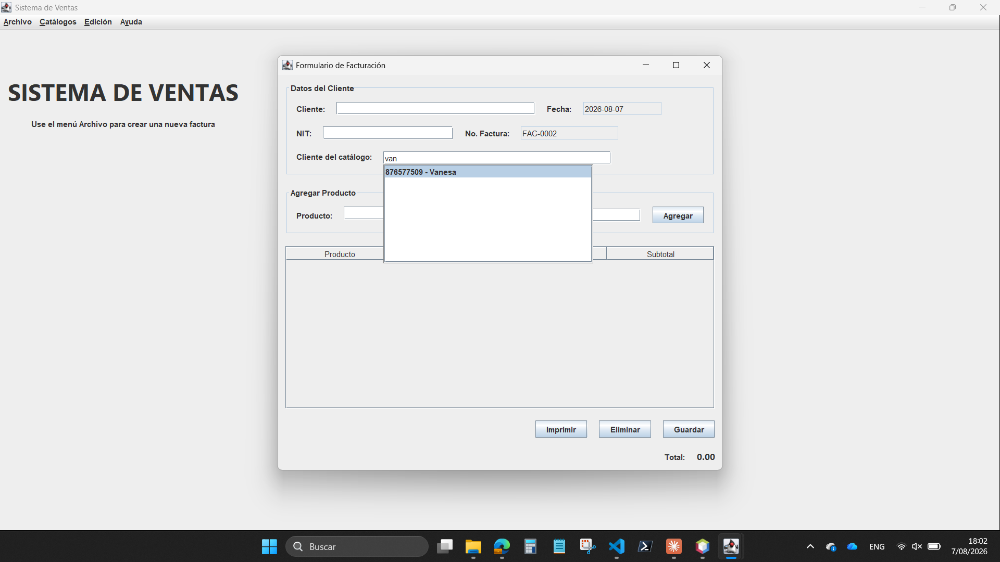 Sistema de Ventas
Archivo Catálogos Edición Ayuda
SISTEMA DE VENTAS
Use el menú Archivo para crear una nueva factura
Formulario de Facturación
Datos del Cliente
Cliente: Fecha: 2026-08-07
NIT: No. Factura: FAC-0002
Cliente del catálogo: van
876577509 - Vanesa
Agregar Producto
Producto: Agregar
Producto Subtotal
Imprimir Eliminar Guardar
Total: 0.00
Buscar
ENG
18:02
7/08/2026